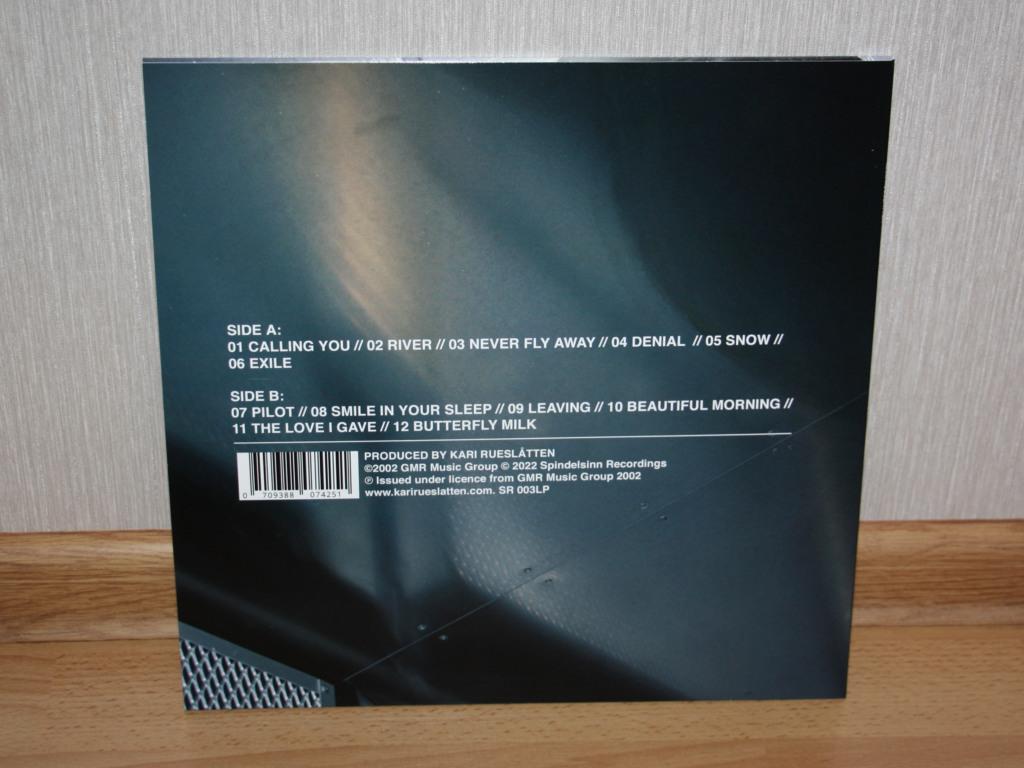 SIDE A:
01 CALLING YOU // 02 RIVER // 03 NEVER FLY AWAY // 04 DENIAL // 05 SNOW //
06 EXILE
SIDE B:
07 PILOT // 08 SMILE IN YOUR SLEEP // 09 LEAVING // 10 BEAUTIFUL MORNING //
11 THE LOVE I GAVE // 12 BUTTERFLY MILK
PRODUCED BY KARI RUESLÅTTEN
©2002 GMR Music Group © 2022 Spindelsinn Recordings
℗ Issued under licence from GMR Music Group 2002
www.karirueslatten.com. SR 003LP
0 709388 074251